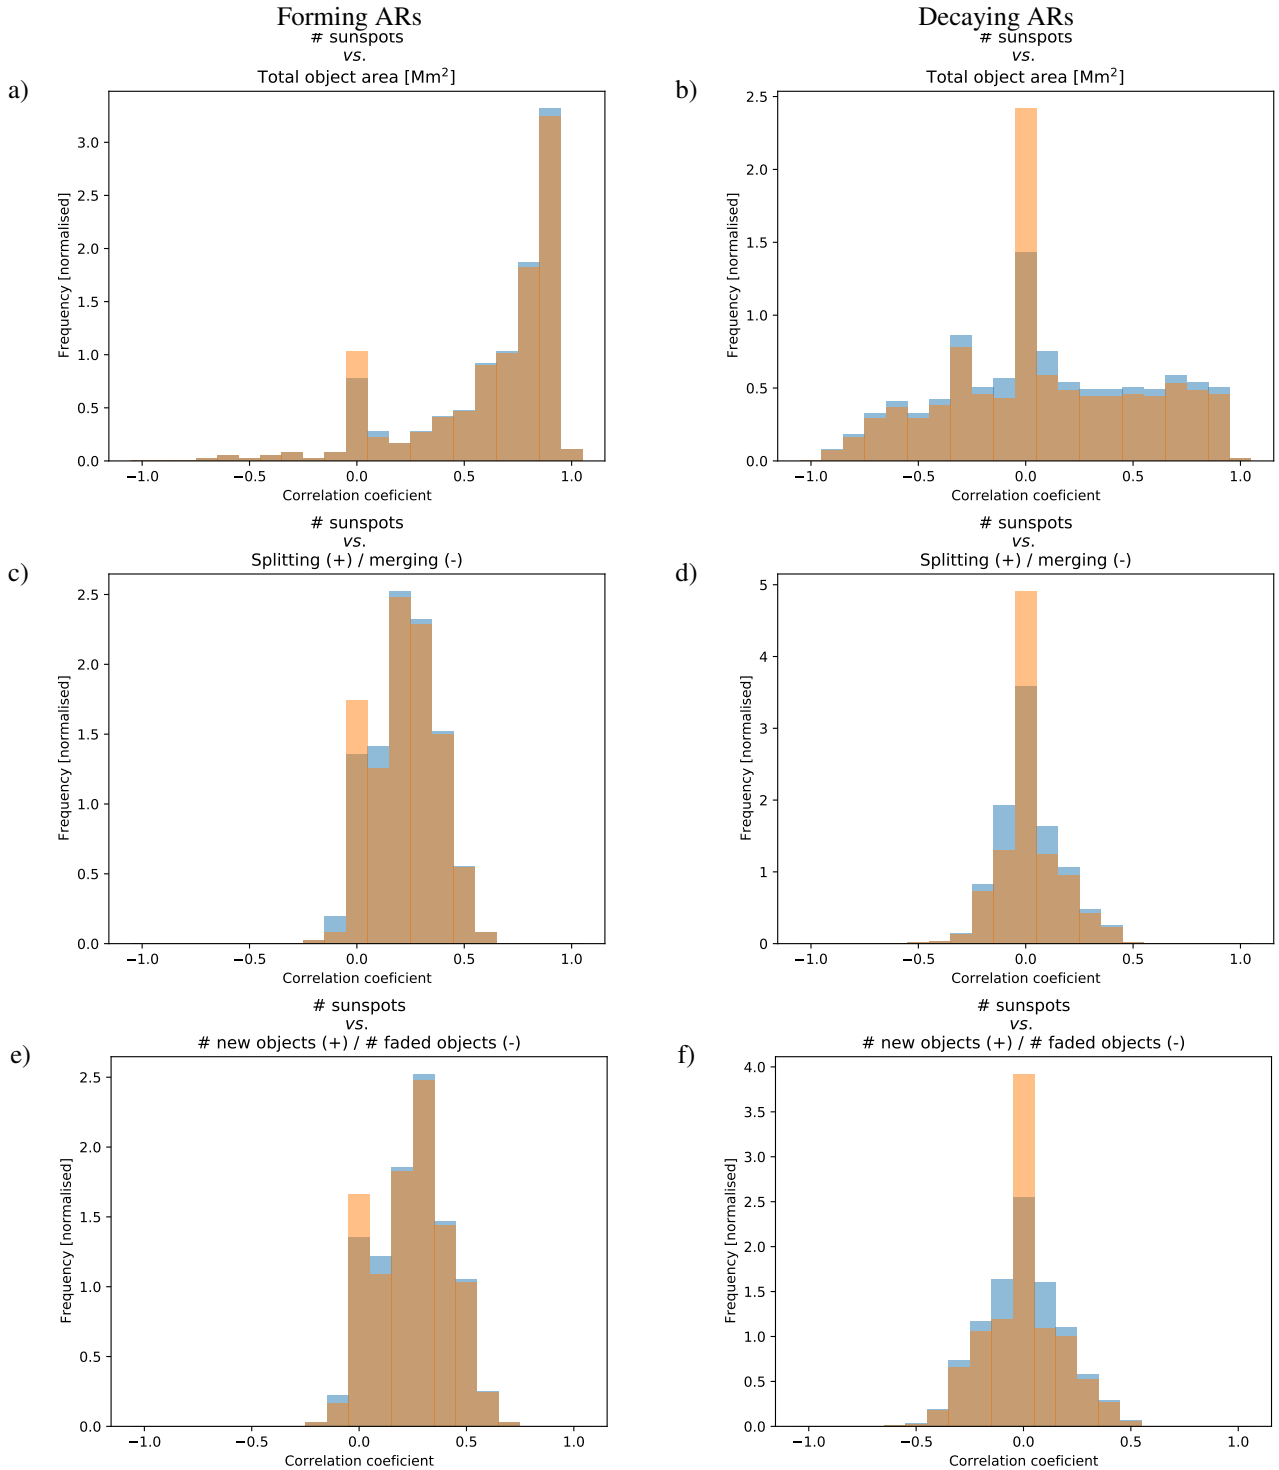 Forming ARs
Decaying ARs
a)
# sunspots
vs.
Total object area [Mm²]
Frequency [normalised]
3.0
2.5
2.0
1.5
1.0
0.5
0.0
−1.0 −0.5 0.0 0.5 1.0
Correlation coeficient
b)
# sunspots
vs.
Total object area [Mm²]
Frequency [normalised]
2.5
2.0
1.5
1.0
0.5
0.0
−1.0 −0.5 0.0 0.5 1.0
Correlation coeficient
c)
# sunspots
vs.
Splitting (+) / merging (-)
Frequency [normalised]
2.5
2.0
1.5
1.0
0.5
0.0
−1.0 −0.5 0.0 0.5 1.0
Correlation coeficient
d)
# sunspots
vs.
Splitting (+) / merging (-)
Frequency [normalised]
5
4
3
2
1
0
−1.0 −0.5 0.0 0.5 1.0
Correlation coeficient
e)
# sunspots
vs.
# new objects (+) / # faded objects (-)
Frequency [normalised]
2.5
2.0
1.5
1.0
0.5
0.0
−1.0 −0.5 0.0 0.5 1.0
Correlation coeficient
f)
# sunspots
vs.
# new objects (+) / # faded objects (-)
Frequency [normalised]
4.0
3.5
3.0
2.5
2.0
1.5
1.0
0.5
0.0
−1.0 −0.5 0.0 0.5 1.0
Correlation coeficient